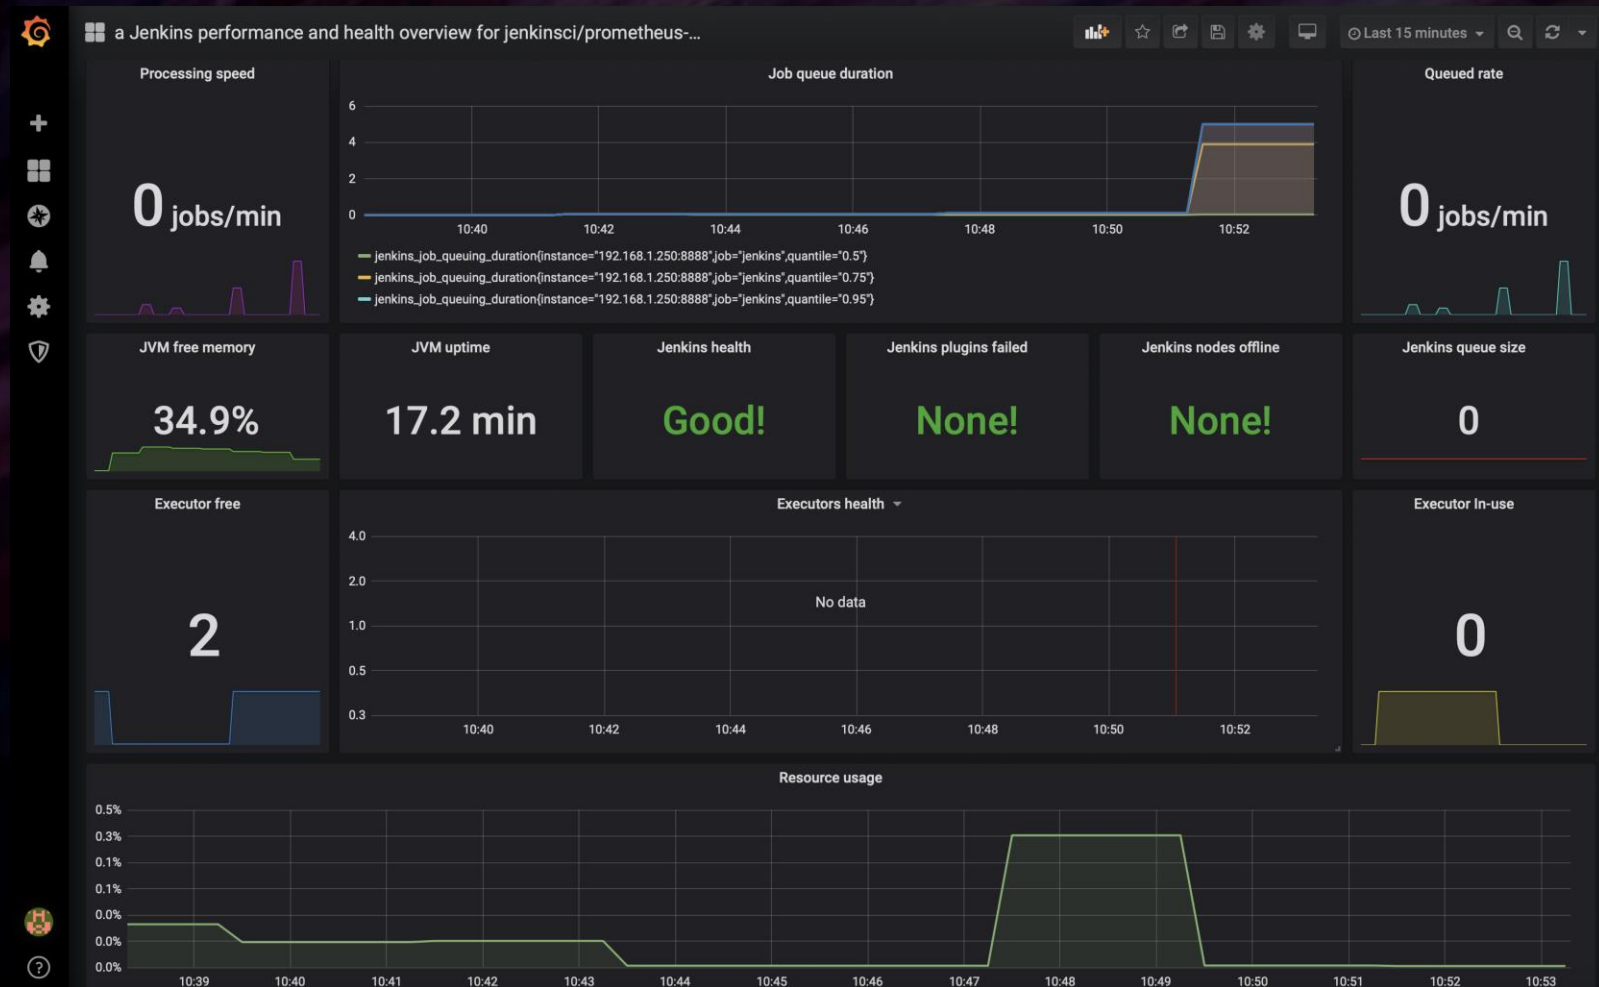 a Jenkins performance and health overview for jenkinsci/prometheus-...
Last 15 minutes
Processing speed
0 jobs/min
Job queue duration
6
4
2
0
10:40 10:42 10:44 10:46 10:48 10:50 10:52
jenkins_job_queuing_duration{instance="192.168.1.250:8888",job="jenkins",quantile="0.5"}
jenkins_job_queuing_duration{instance="192.168.1.250:8888",job="jenkins",quantile="0.75"}
jenkins_job_queuing_duration{instance="192.168.1.250:8888",job="jenkins",quantile="0.95"}
Queued rate
0 jobs/min
JVM free memory
34.9%
JVM uptime
17.2 min
Jenkins health
Good!
Jenkins plugins failed
None!
Jenkins nodes offline
None!
Jenkins queue size
0
Executor free
2
Executors health
4.0
2.0
1.0
0.5
0.3
No data
10:40 10:42 10:44 10:46 10:48 10:50 10:52
Executor In-use
0
Resource usage
0.5%
0.3%
0.1%
0.1%
0.0%
0.0%
0.0%
10:39 10:40 10:41 10:42 10:43 10:44 10:45 10:46 10:47 10:48 10:49 10:50 10:51 10:52 10:53